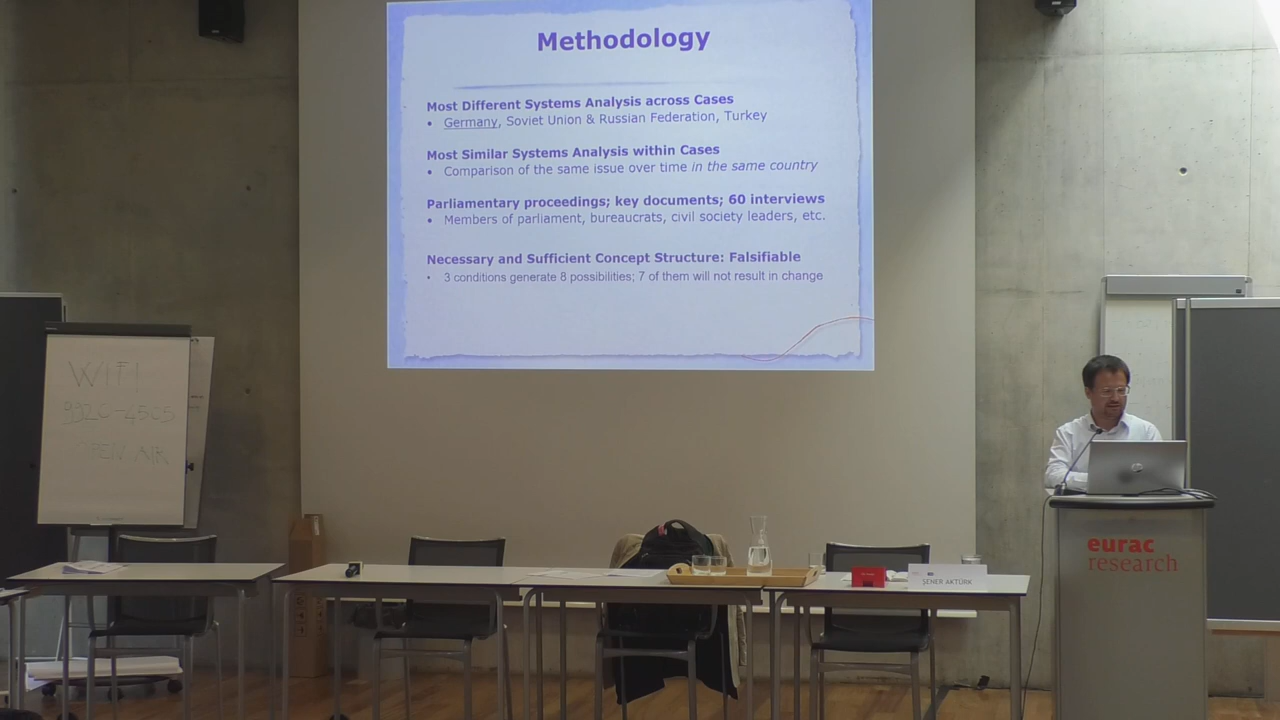 Methodology
Most Different Systems Analysis across Cases
• Germany, Soviet Union & Russian Federation, Turkey
Most Similar Systems Analysis within Cases
• Comparison of the same issue over time in the same country
Parliamentary proceedings; key documents; 60 interviews
• Members of parliament, bureaucrats, civil society leaders, etc.
Necessary and Sufficient Concept Structure: Falsifiable
• 3 conditions generate 8 possibilities; 7 of them will not result in change
OPEN AIR
eurac
research
ŞENER AKTÜRK